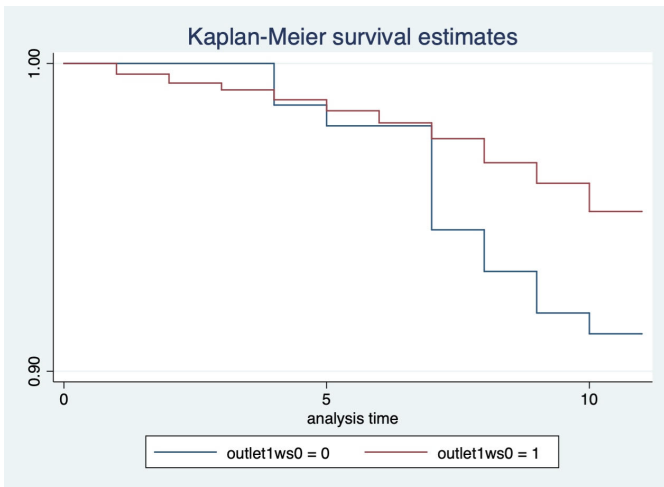 Kaplan-Meier survival estimates
1.00
0.90
0 5 10
analysis time
outlet1ws0 = 0 outlet1ws0 = 1